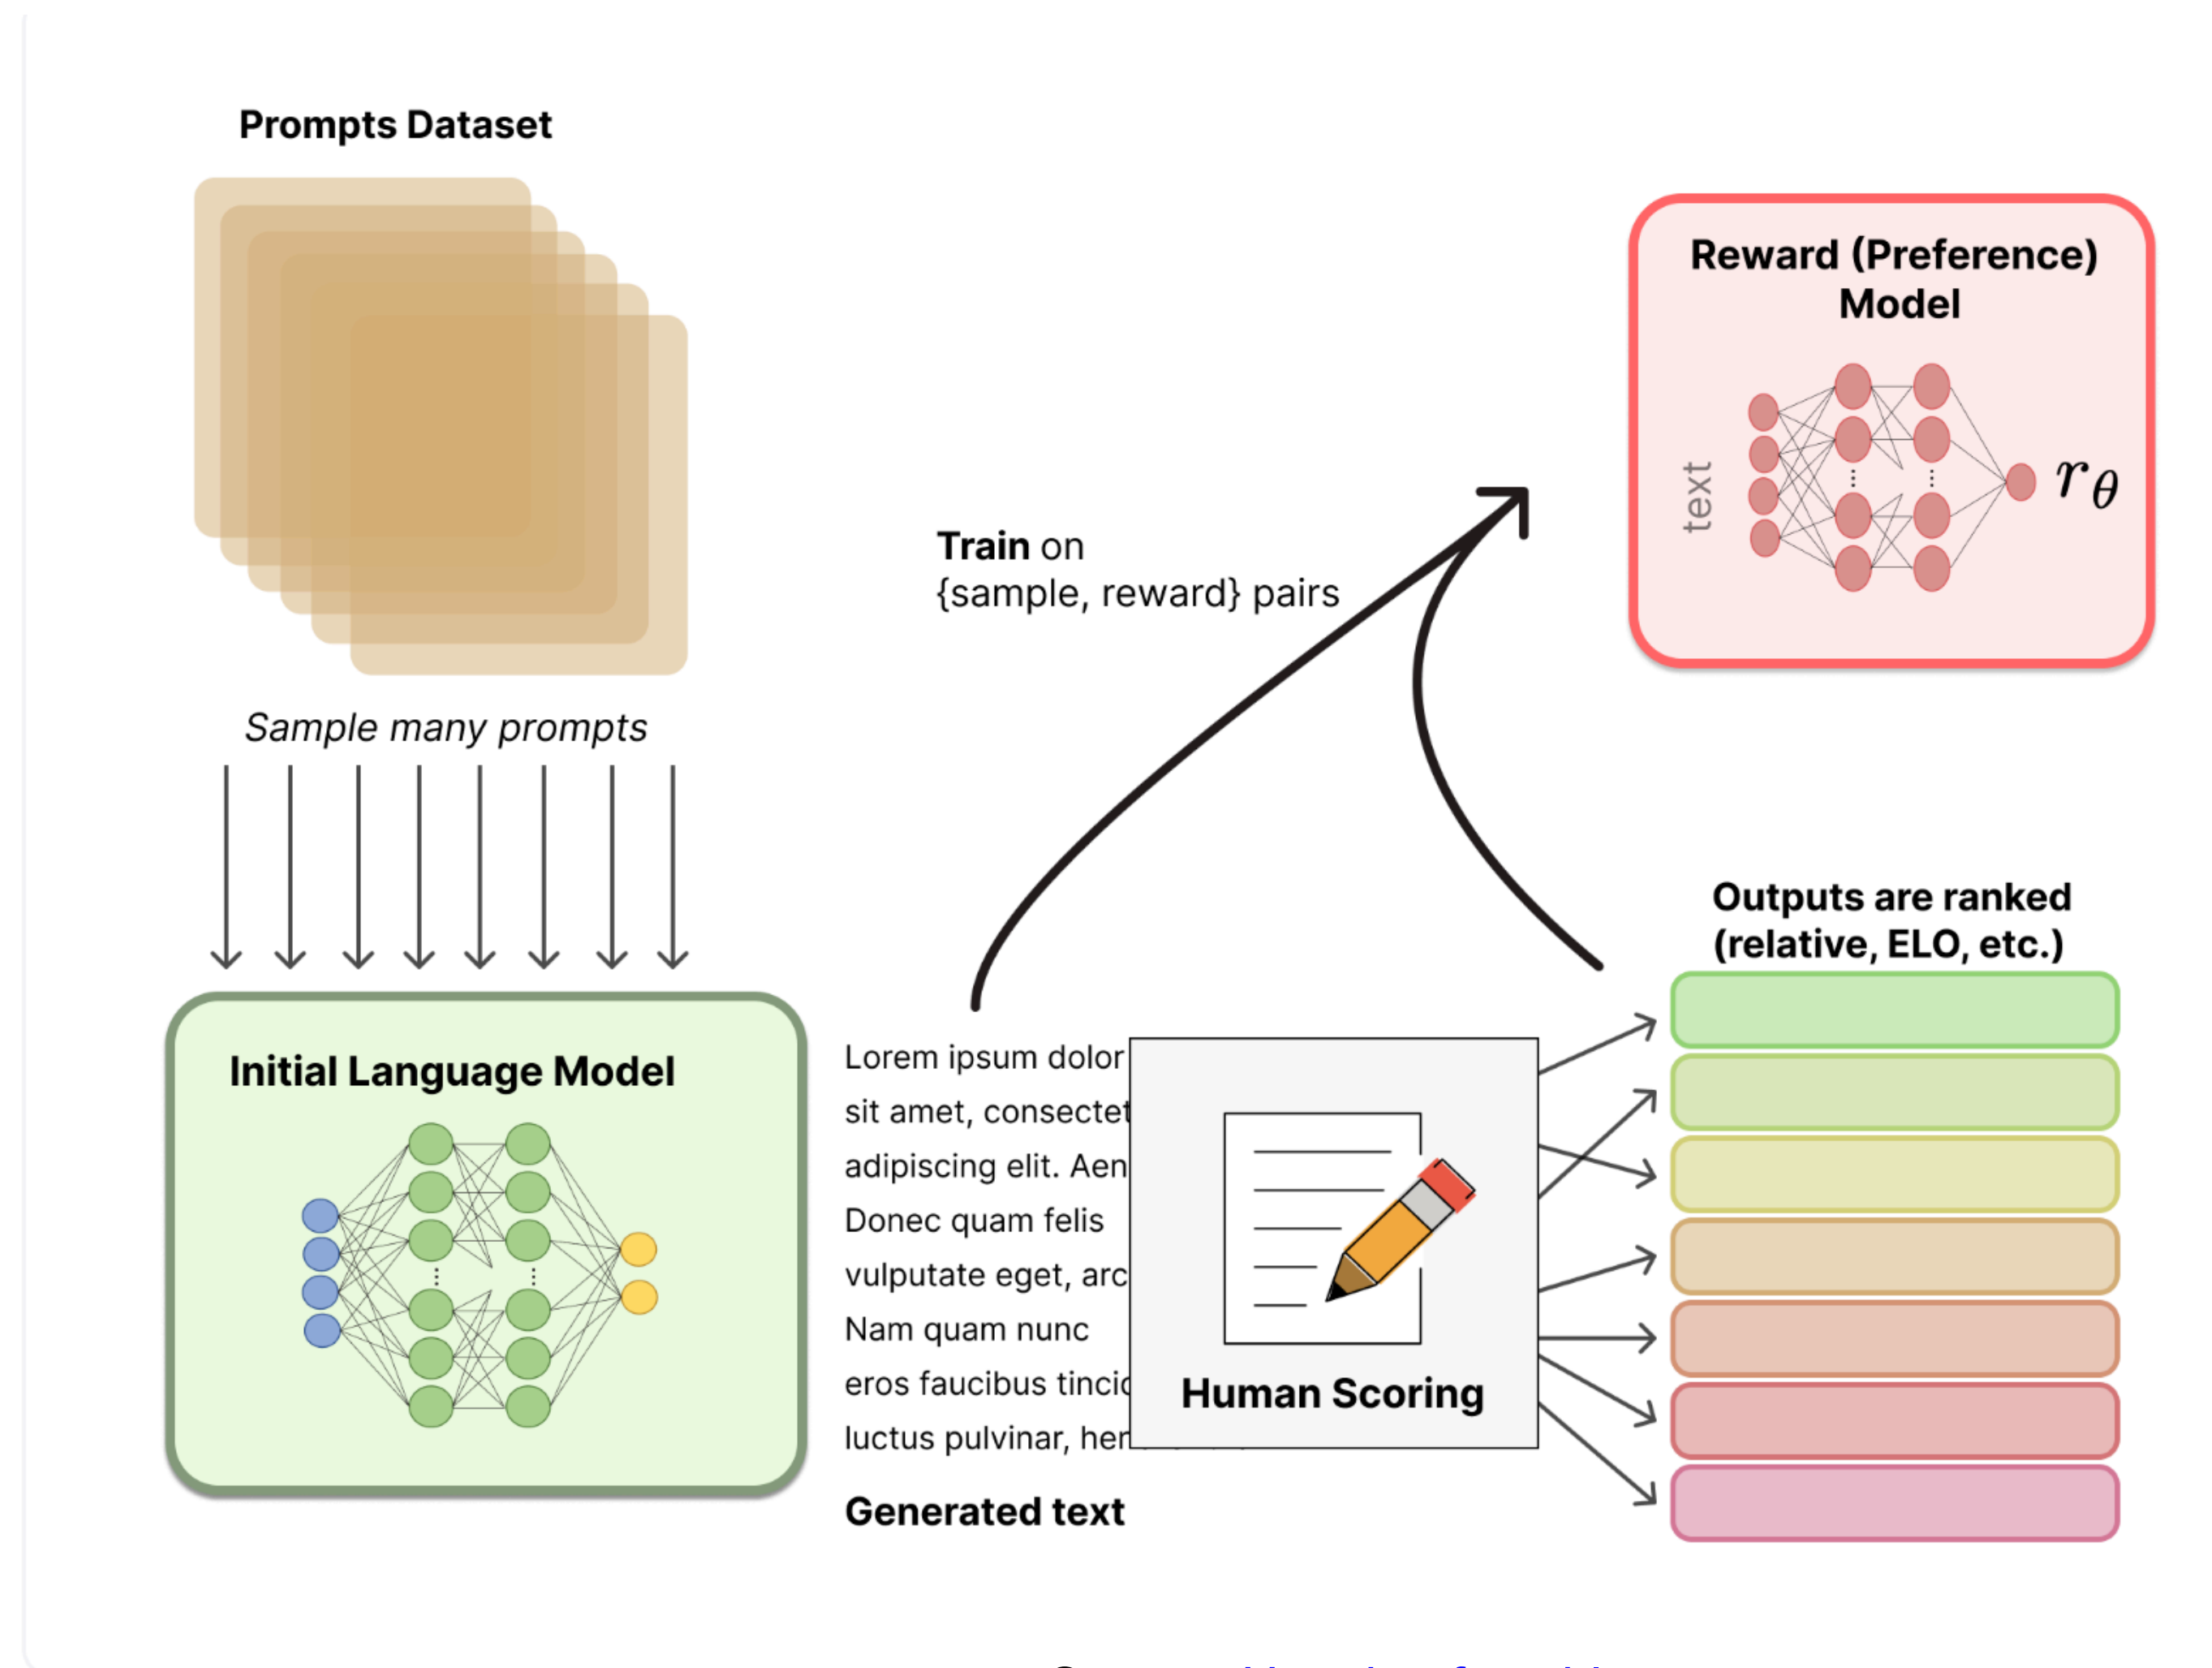 Prompts Dataset
Sample many prompts
Initial Language Model
Train on
{sample, reward} pairs
Reward (Preference)
Model
text
rθ
Lorem ipsum dolor
sit amet, consectet
adipiscing elit. Aen
Donec quam felis
vulputate eget, arc
Nam quam nunc
eros faucibus tincid
luctus pulvinar, her
Generated text
Human Scoring
Outputs are ranked
(relative, ELO, etc.)